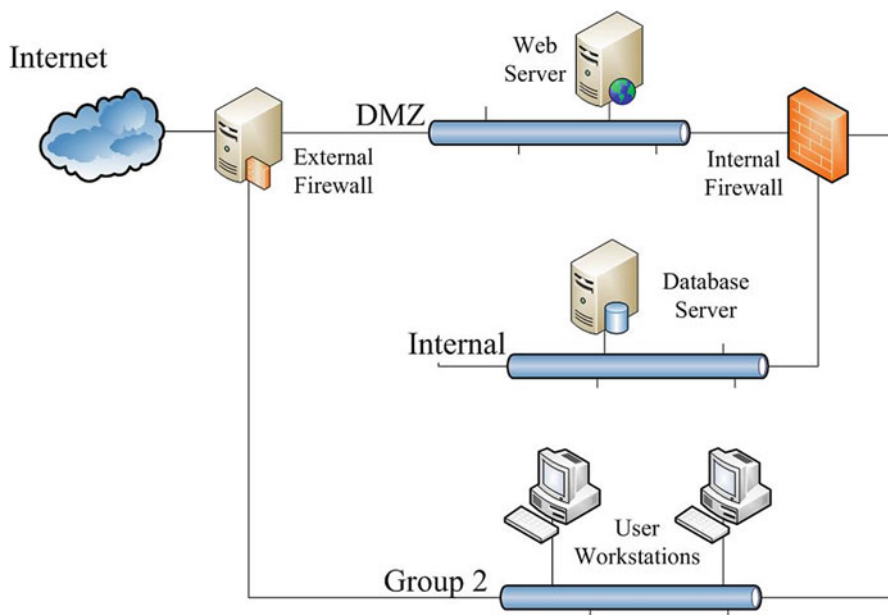 Internet
Web
Server
DMZ
External
Firewall
Internal
Firewall
Database
Server
Internal
User
Workstations
Group 2